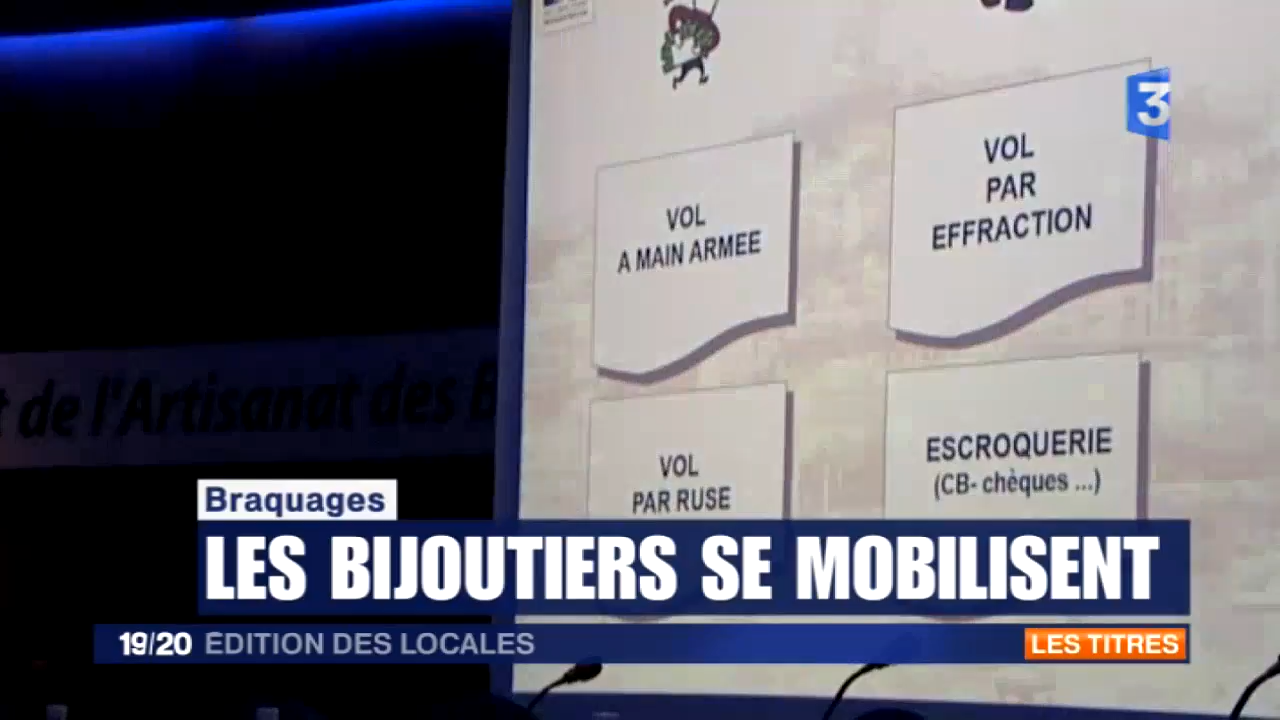 3
VOL
A MAIN ARMEE
VOL
PAR
EFFRACTION
de l'Artisanat des
VOL
PAR RUSE
ESCROQUERIE
(CB- chèques ...)
Braquages
LES BIJOUTIERS SE MOBILISENT
19/20 ÉDITION DES LOCALES
LES TITRES